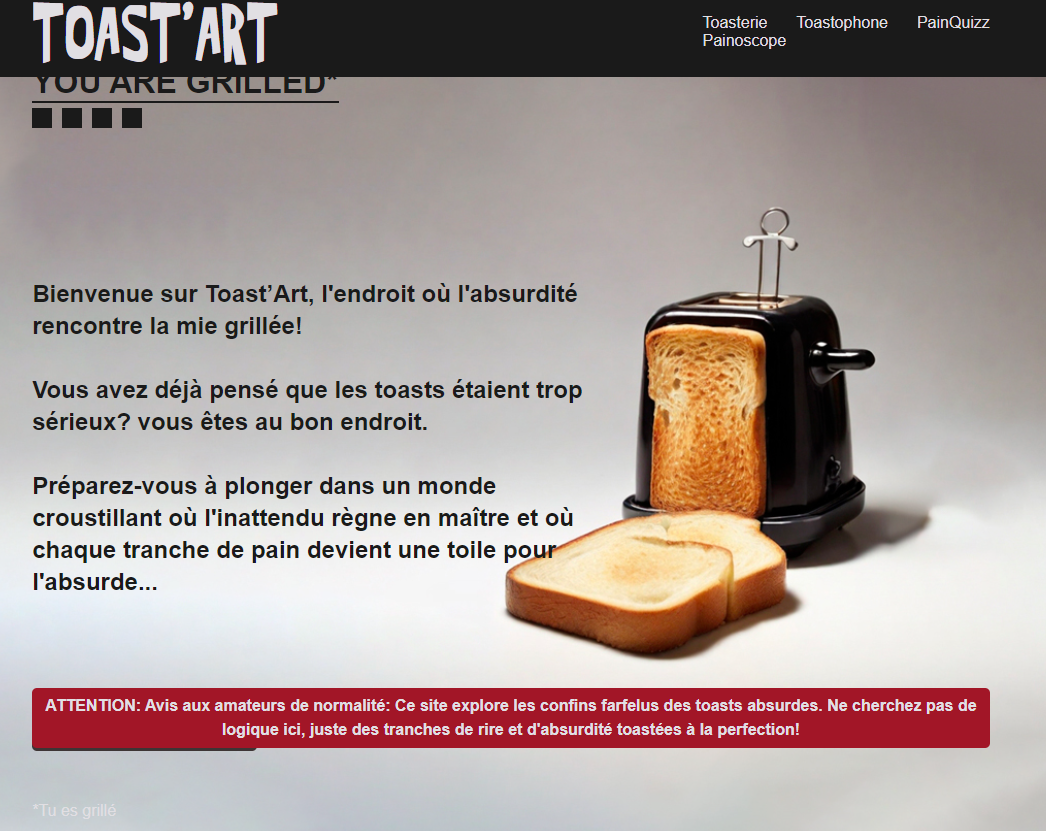 TOAST'ART
Toasterie Toastophone PainQuizz
Painoscope
YOU ARE GRILLED*
Bienvenue sur Toast’Art, l'endroit où l'absurdité
rencontre la mie grillée!
Vous avez déjà pensé que les toasts étaient trop
sérieux? vous êtes au bon endroit.
Préparez-vous à plonger dans un monde
croustillant où l'inattendu règne en maître et où
chaque tranche de pain devient une toile pour
l'absurde...
ATTENTION: Avis aux amateurs de normalité: Ce site explore les confins farfelus des toasts absurdes. Ne cherchez pas de
logique ici, juste des tranches de rire et d'absurdité toastées à la perfection!
*Tu es grillé